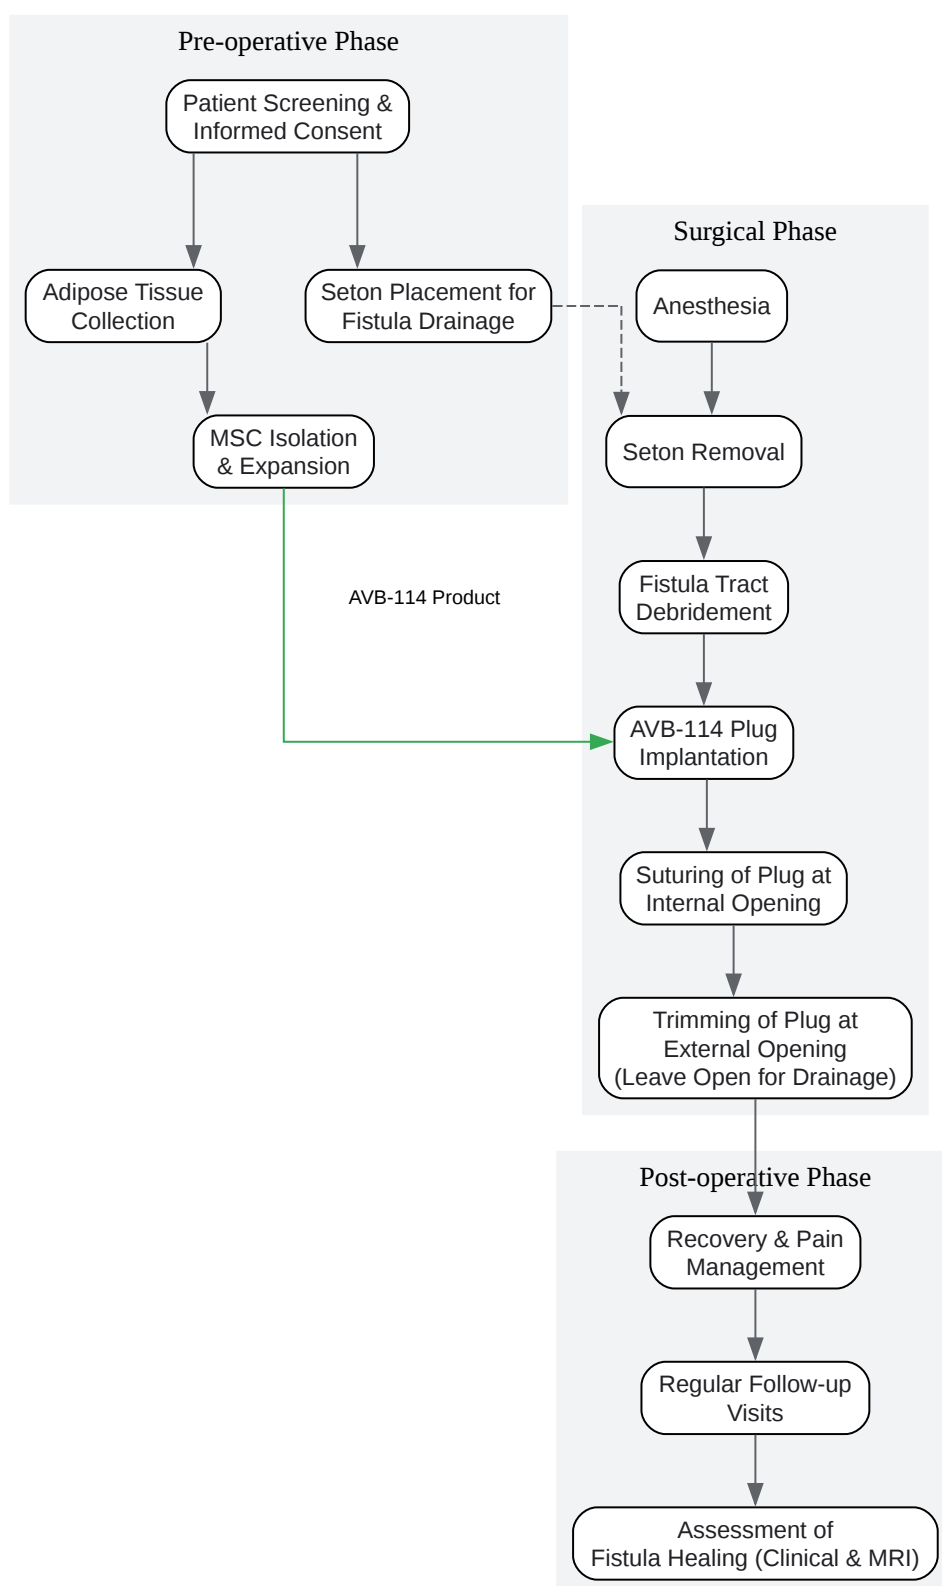 Pre-operative Phase
Patient Screening &
Informed Consent
Adipose Tissue
Collection
Seton Placement for
Fistula Drainage
MSC Isolation
& Expansion
AVB-114 Product
Surgical Phase
Anesthesia
Seton Removal
Fistula Tract
Debridement
AVB-114 Plug
Implantation
Suturing of Plug at
Internal Opening
Trimming of Plug at
External Opening
(Leave Open for Drainage)
Post-operative Phase
Recovery & Pain
Management
Regular Follow-up
Visits
Assessment of
Fistula Healing (Clinical & MRI)